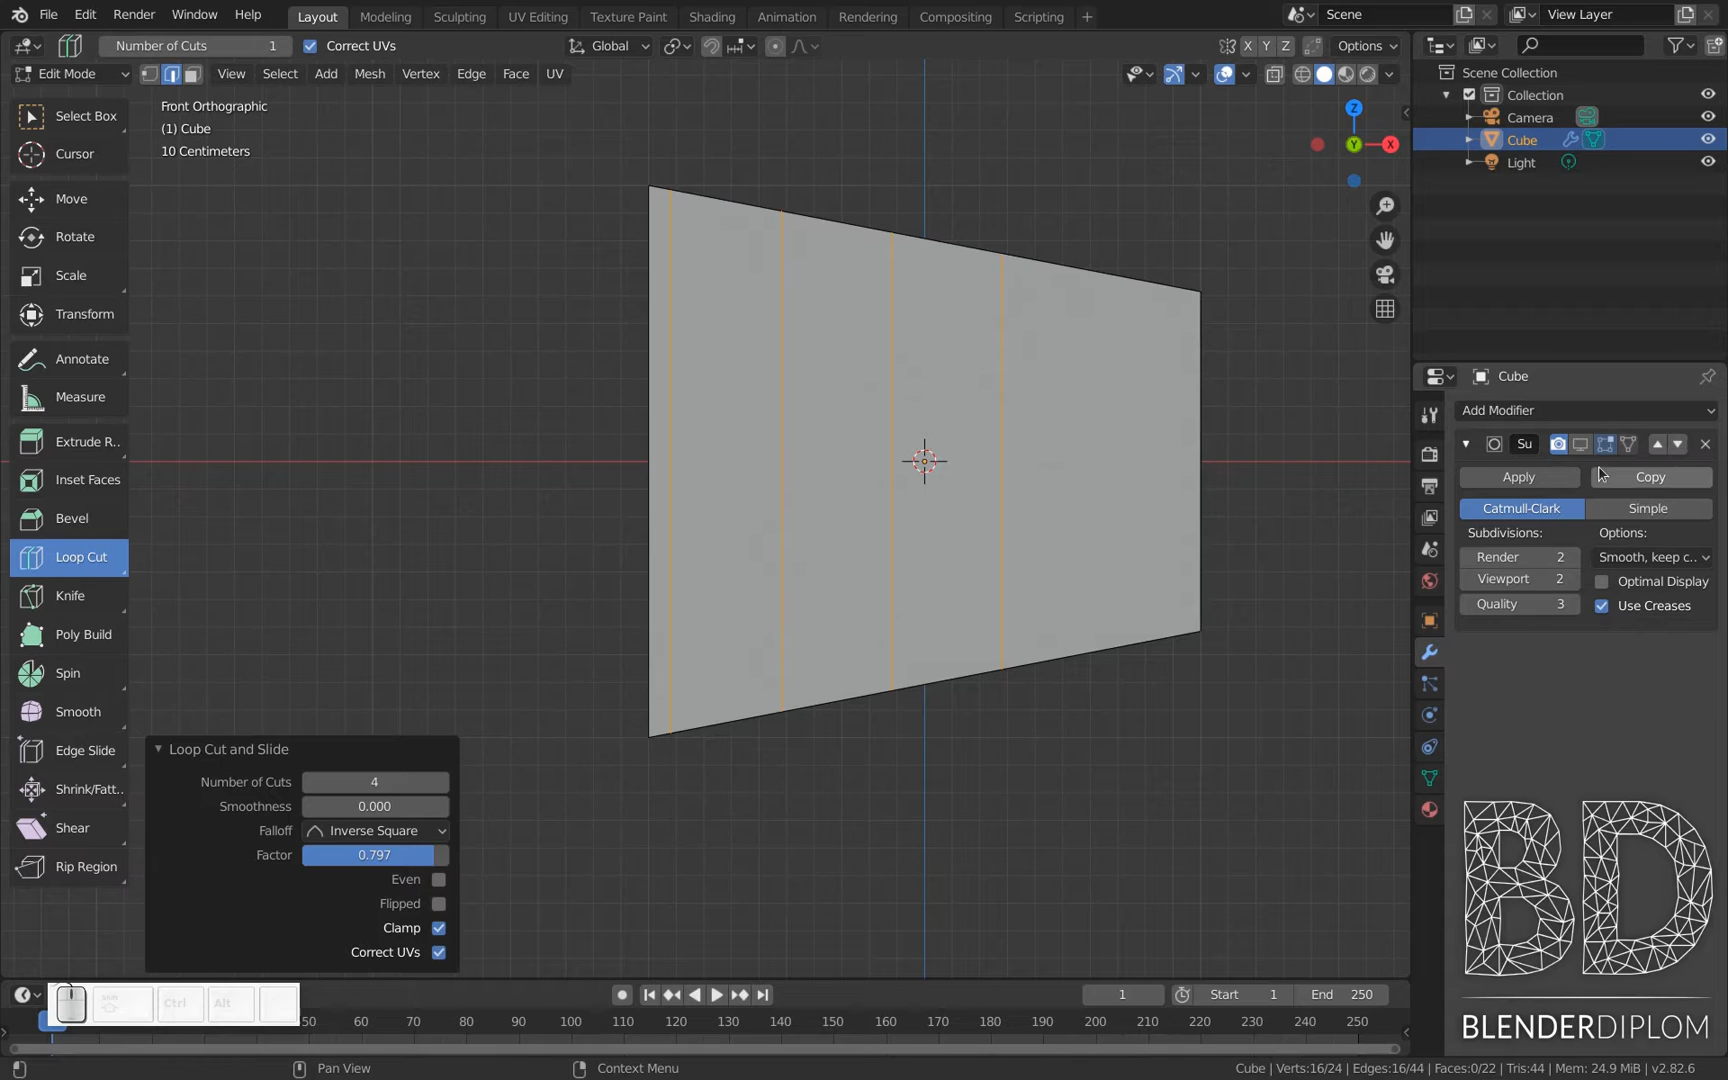 File Edit Render Window Help Layout Modeling Sculpting UV Editing Texture Paint Shading Animation Rendering Compositing Scripting + Scene View Layer
Number of Cuts 1 Correct UVs Global X Y Z Options
Edit Mode View Select Add Mesh Vertex Edge Face UV
Scene Collection
Collection
Camera
Cube
Light
Select Box
Cursor
Move
Rotate
Scale
Transform
Annotate
Measure
Extrude R..
Inset Faces
Bevel
Loop Cut
Knife
Poly Build
Spin
Smooth
Edge Slide
Shrink/Fatt..
Shear
Rip Region
Front Orthographic
(1) Cube
10 Centimeters
Z
Y
X
Cube
Add Modifier
Su
Apply Copy
Catmull-Clark Simple
Subdivisions: Options:
Render 2 Smooth, keep c..
Viewport 2 Optimal Display
Quality 3 Use Creases
Loop Cut and Slide
Number of Cuts 4
Smoothness 0.000
Falloff Inverse Square
Factor 0.797
Even
Flipped
Clamp
Correct UVs
BD
BLENDERDIPLOM
Shift Ctrl Alt
1 Start 1 End 250
50 60 70 80 90 100 110 120 130 140 150 160 170 180 190 200 210 220 230 240 250
Pan View Context Menu Cube | Verts:16/24 | Edges:16/44 | Faces:0/22 | Tris:44 | Mem: 24.9 MiB | v2.82.6